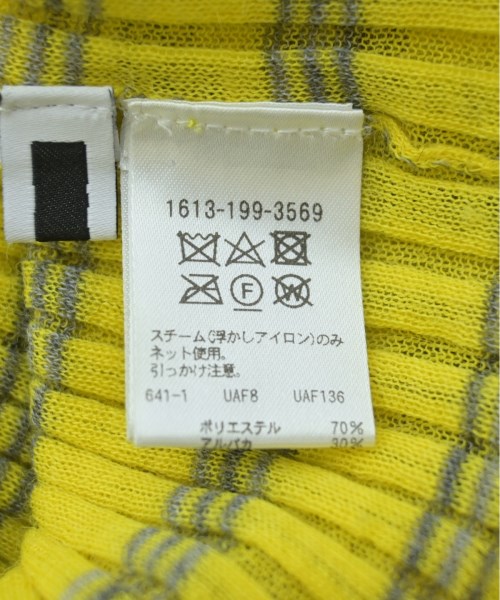 1613-199-3569
F W
スチーム(浮かしアイロン)のみ
ネット使用。
引っかけ注意。
641-1 UAF8 UAF136
ポリエステル 70%
アルパカ 30%